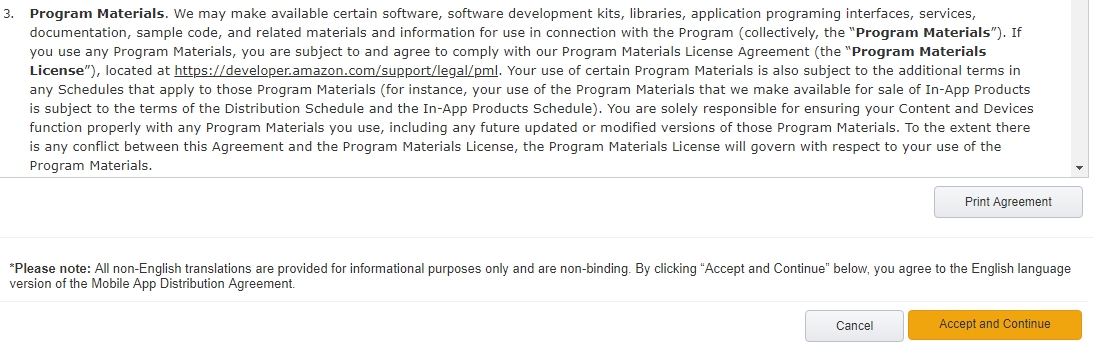 3. Program Materials. We may make available certain software, software development kits, libraries, application programing interfaces, services,
documentation, sample code, and related materials and information for use in connection with the Program (collectively, the “Program Materials”). If
you use any Program Materials, you are subject to and agree to comply with our Program Materials License Agreement (the “Program Materials
License”), located at https://developer.amazon.com/support/legal/pml. Your use of certain Program Materials is also subject to the additional terms in
any Schedules that apply to those Program Materials (for instance, your use of the Program Materials that we make available for sale of In-App Products
is subject to the terms of the Distribution Schedule and the In-App Products Schedule). You are solely responsible for ensuring your Content and Devices
function properly with any Program Materials you use, including any future updated or modified versions of those Program Materials. To the extent there
is any conflict between this Agreement and the Program Materials License, the Program Materials License will govern with respect to your use of the
Program Materials.
Print Agreement
*Please note: All non-English translations are provided for informational purposes only and are non-binding. By clicking “Accept and Continue” below, you agree to the English language
version of the Mobile App Distribution Agreement.
Cancel
Accept and Continue